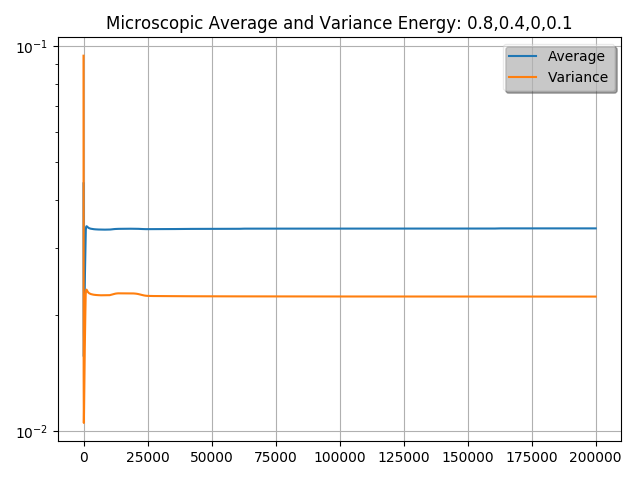 Microscopic Average and Variance Energy: 0.8,0.4,0,0.1
Average
Variance
10⁻¹
10⁻²
0 25000 50000 75000 100000 125000 150000 175000 200000